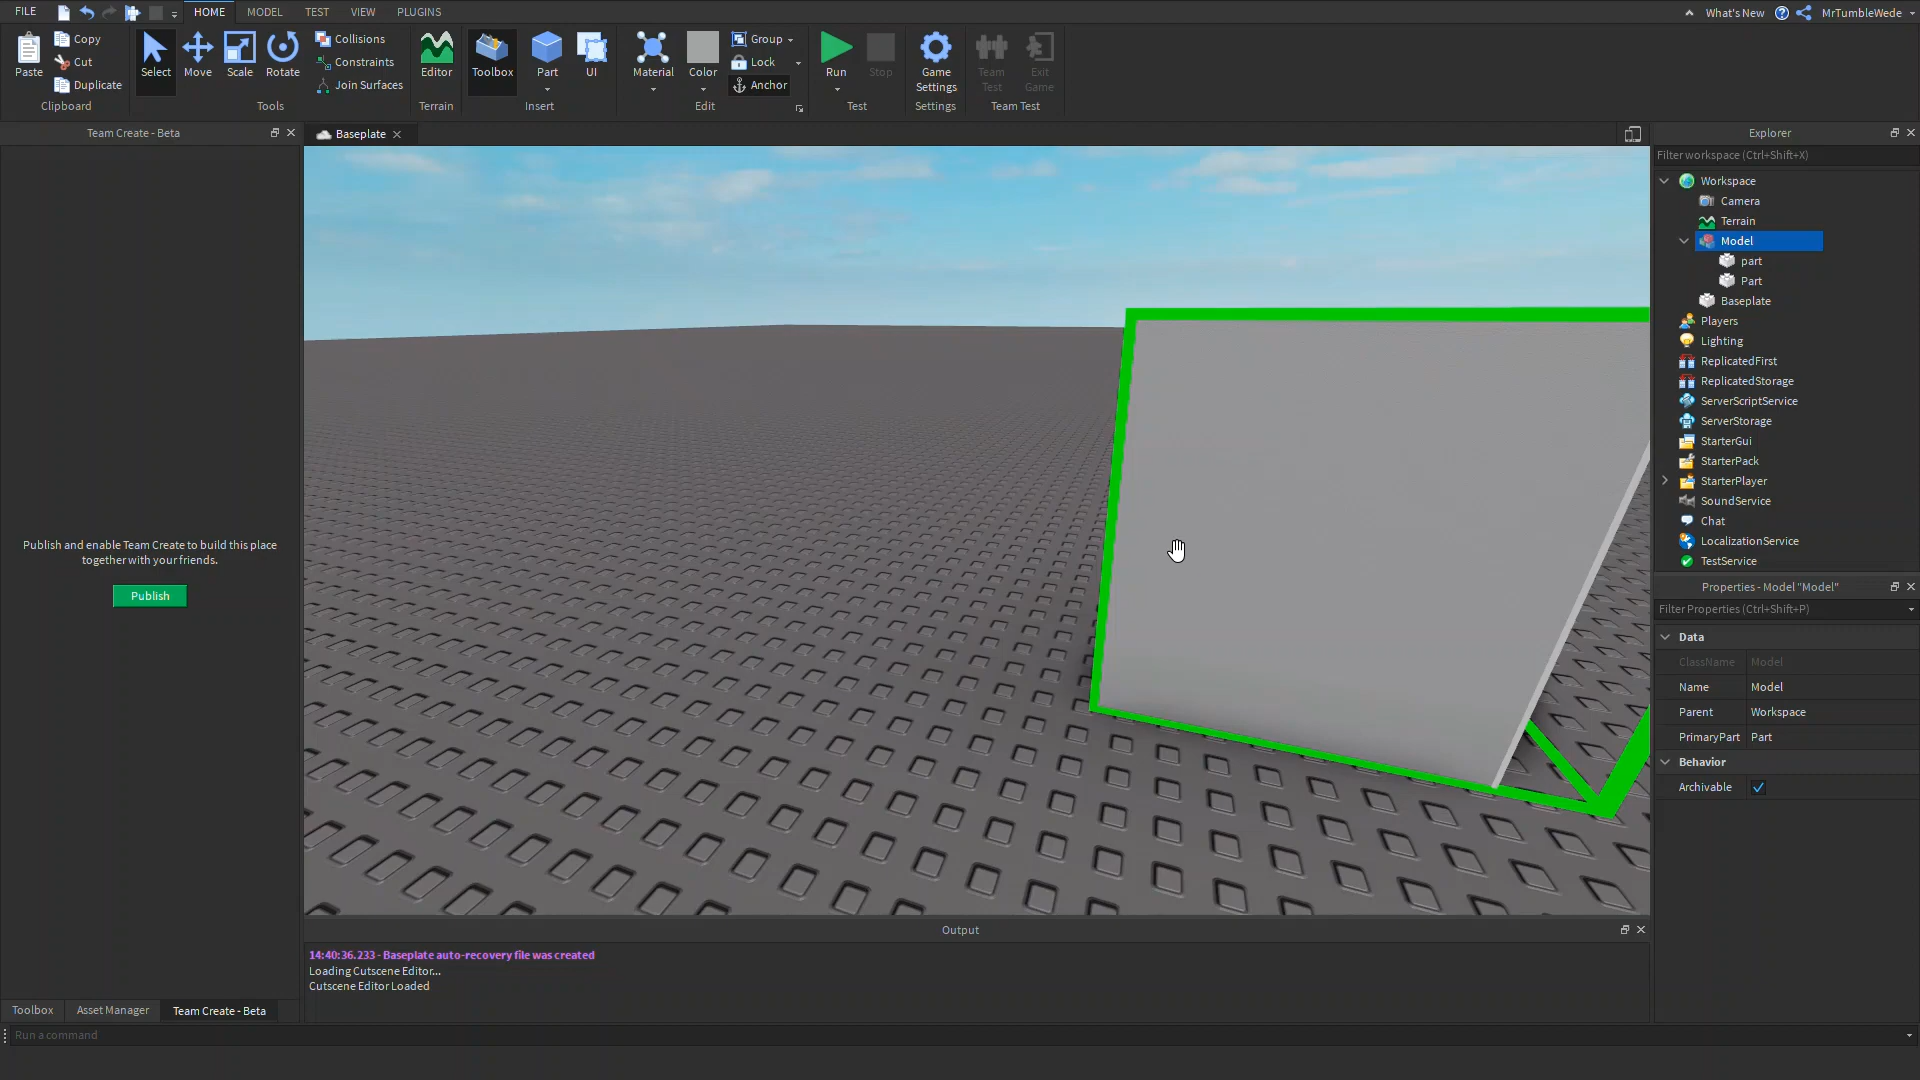 FILE
HOME
MODEL
TEST
VIEW
PLUGINS
What's New
MrTumbleWede
Paste
Copy
Cut
Duplicate
Clipboard
Select
Move
Scale
Rotate
Collisions
Constraints
Join Surfaces
Tools
Editor
Terrain
Toolbox
Part
UI
Insert
Material
Color
Group
Lock
Anchor
Edit
Run
Stop
Test
Game
Settings
Settings
Team
Test
Exit
Game
Team Test
Team Create - Beta
Publish and enable Team Create to build this place
together with your friends.
Publish
Toolbox
Asset Manager
Team Create - Beta
Baseplate
Output
14:40:36.233 - Baseplate auto-recovery file was created
Loading Cutscene Editor...
Cutscene Editor Loaded
Run a command
Explorer
Filter workspace (Ctrl+Shift+X)
Workspace
Camera
Terrain
Model
part
Part
Baseplate
Players
Lighting
ReplicatedFirst
ReplicatedStorage
ServerScriptService
ServerStorage
StarterGui
StarterPack
StarterPlayer
SoundService
Chat
LocalizationService
TestService
Properties - Model "Model"
Filter Properties (Ctrl+Shift+P)
Data
ClassName Model
Name Model
Parent Workspace
PrimaryPart Part
Behavior
Archivable